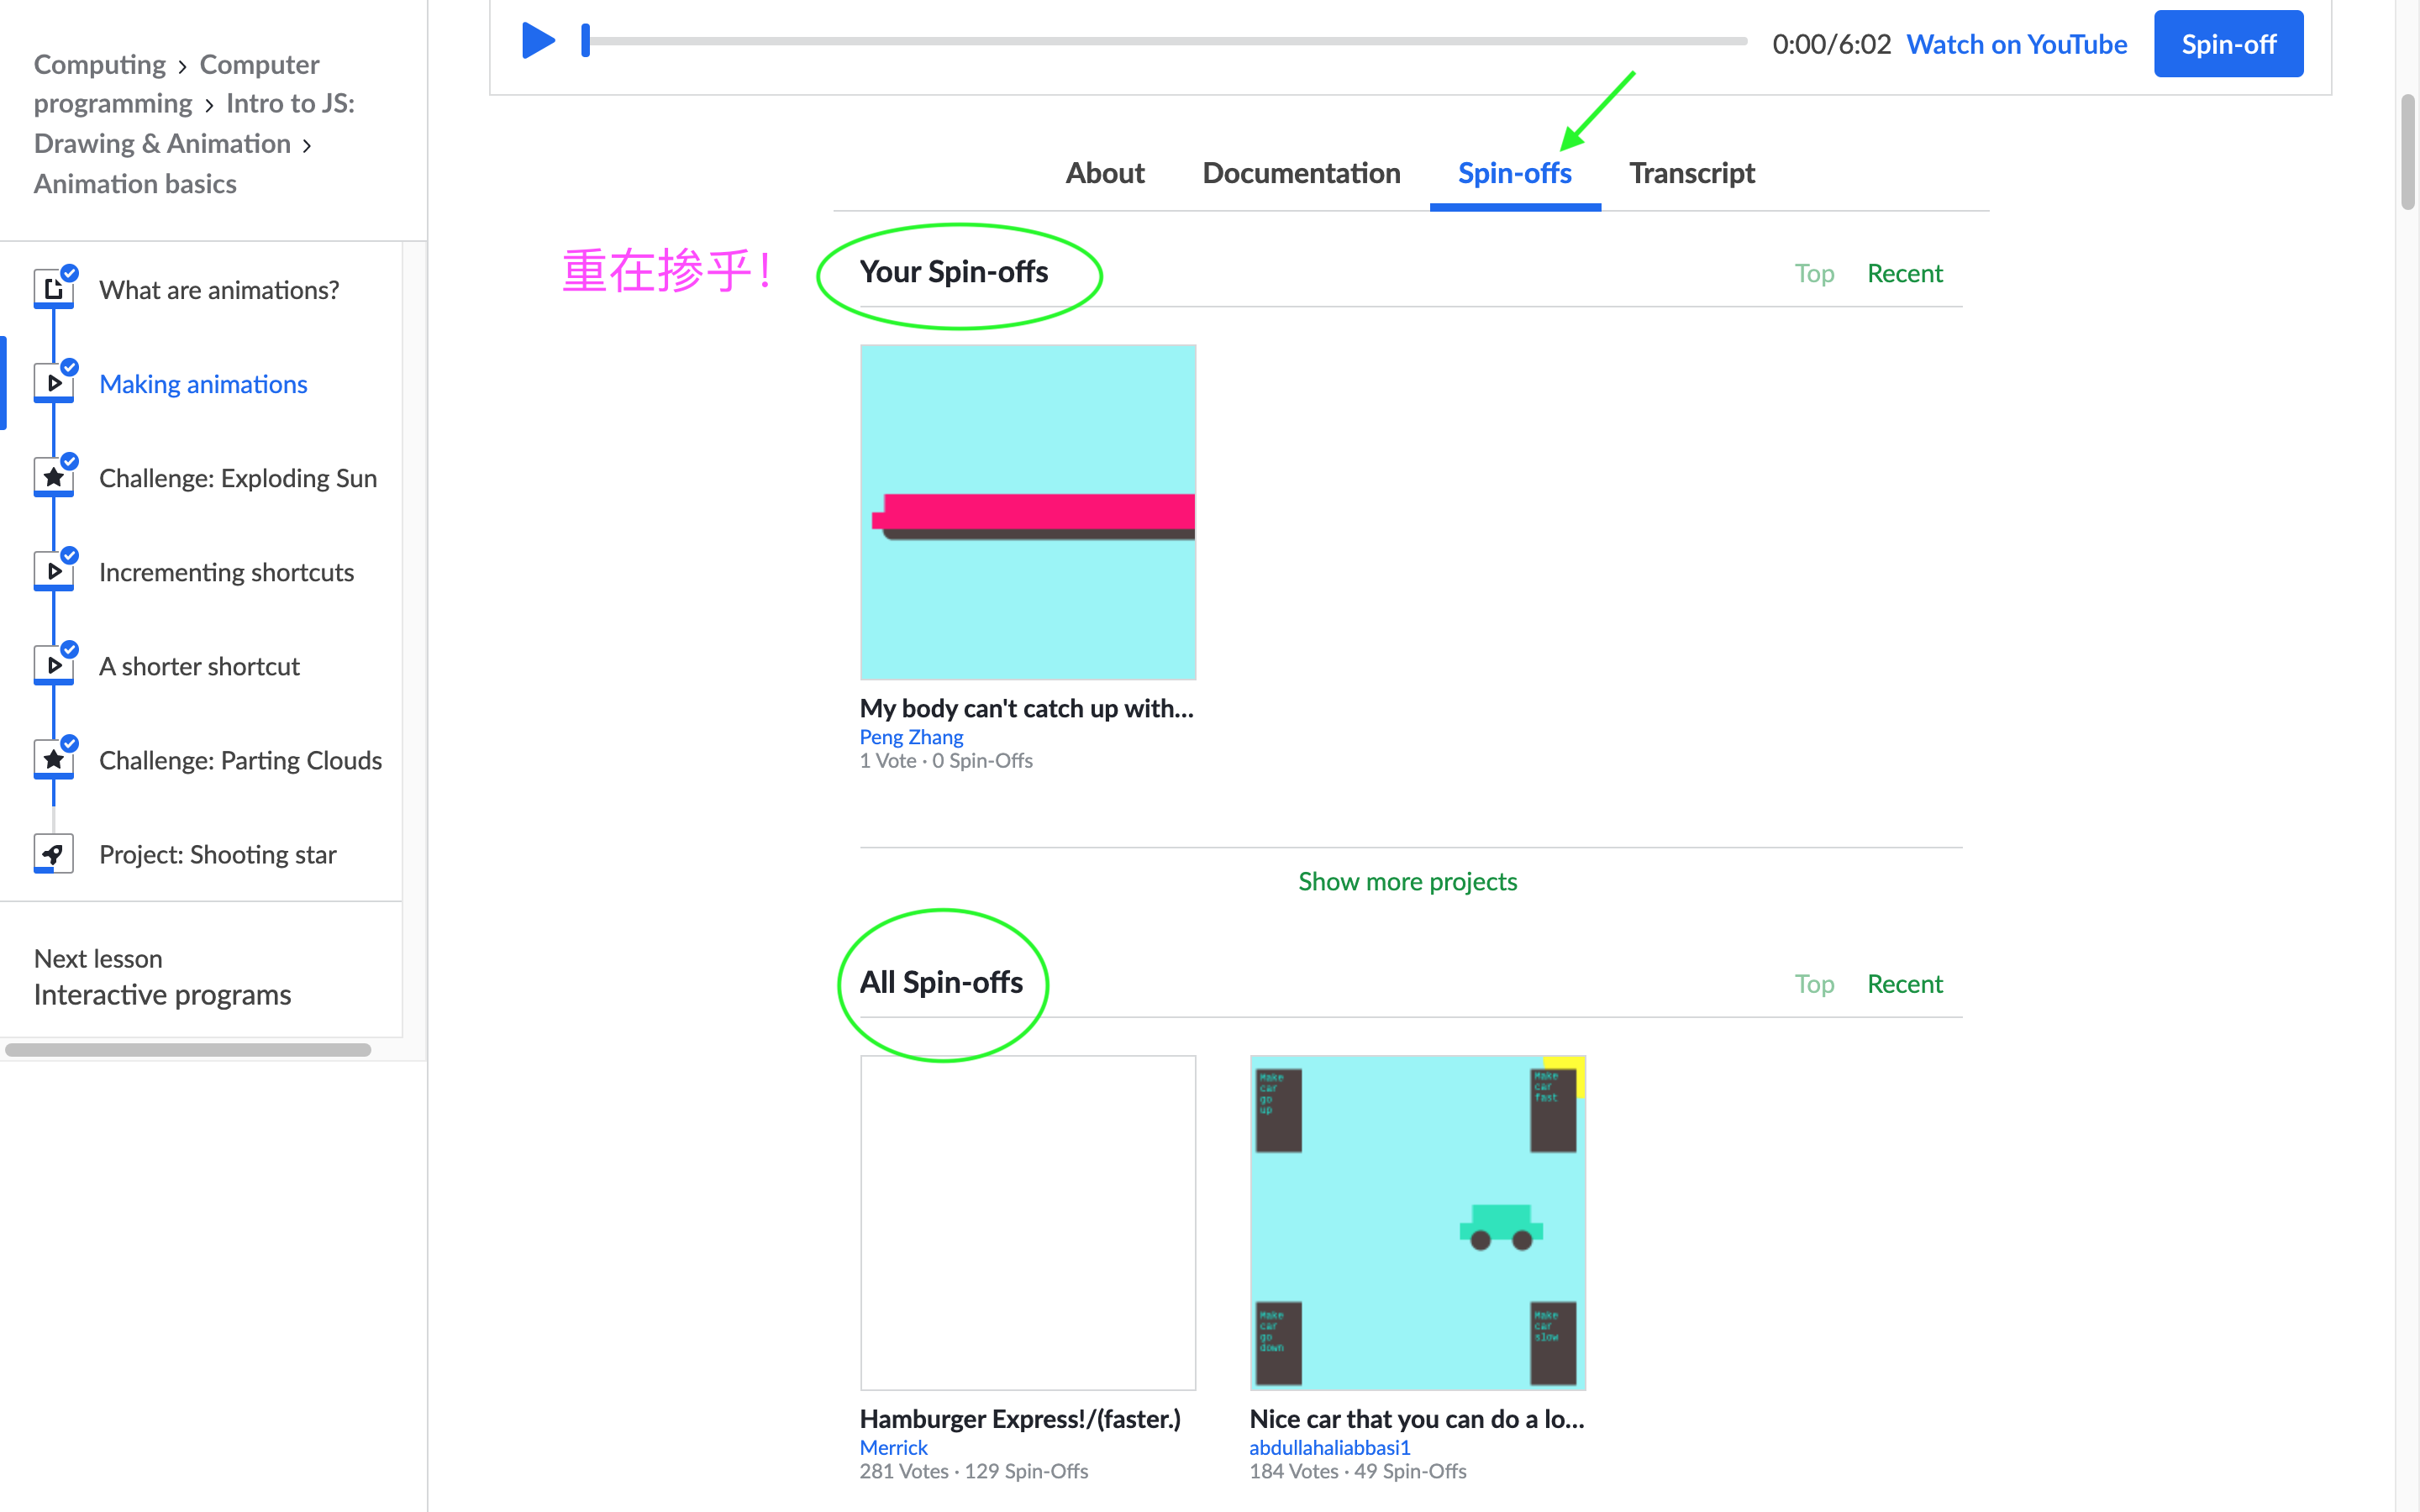 Computing > Computer
programming > Intro to JS:
Drawing & Animation >
Animation basics
What are animations?
Making animations
Challenge: Exploding Sun
Incrementing shortcuts
A shorter shortcut
Challenge: Parting Clouds
Project: Shooting star
Next lesson
Interactive programs
0:00/6:02 Watch on YouTube Spin-off
About Documentation Spin-offs Transcript
重在掺乎！
Your Spin-offs
Top Recent
My body can't catch up with...
Peng Zhang
1 Vote · 0 Spin-Offs
Show more projects
All Spin-offs
Top Recent
Hamburger Express!/(faster.)
Merrick
281 Votes · 129 Spin-Offs
Make
car
go
up
Make
car
fast
Make
car
go
down
Make
car
slow
Nice car that you can do a lo...
abdullahaliabbasi1
184 Votes · 49 Spin-Offs